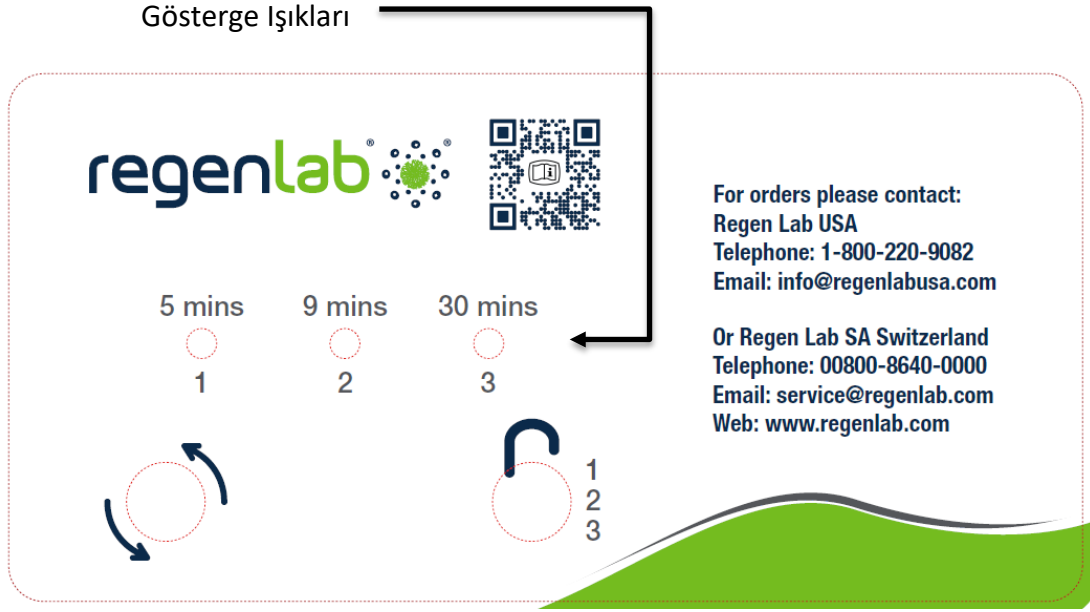 Gösterge Işıkları
regenlab®
®
For orders please contact:
Regen Lab USA
Telephone: 1-800-220-9082
Email: info@regenlabusa.com
Or Regen Lab SA Switzerland
Telephone: 00800-8640-0000
Email: service@regenlab.com
Web: www.regenlab.com
5 mins 9 mins 30 mins
1 2 3
1
2
3